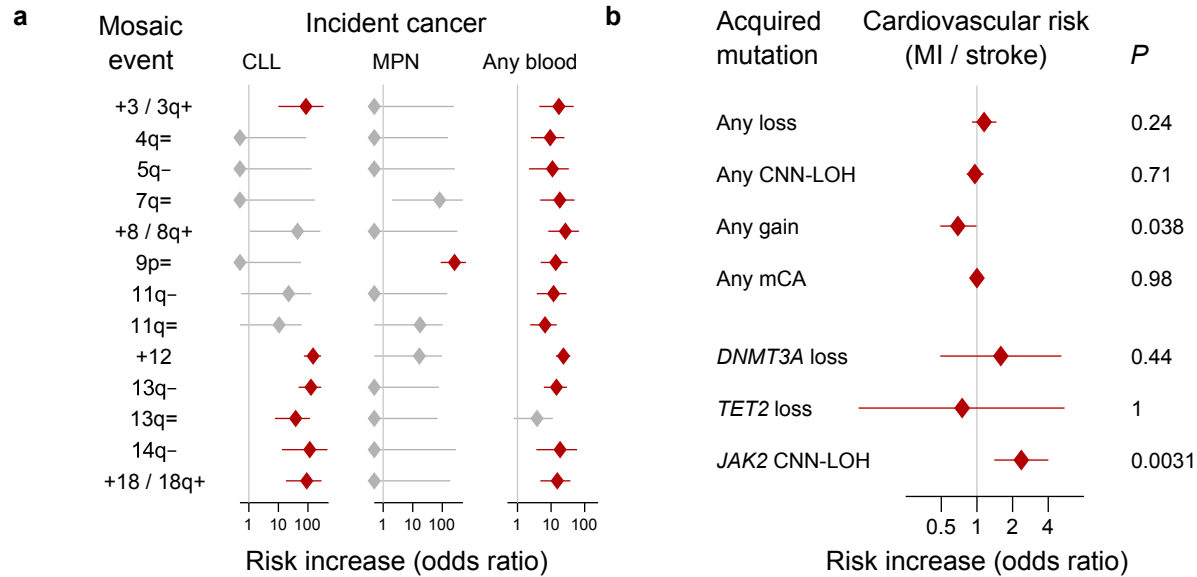 a
Mosaic
event
Incident cancer
CLL MPN Any blood
+3 / 3q+
4q=
5q−
7q=
+8 / 8q+
9p=
11q−
11q=
+12
13q−
13q=
14q−
+18 / 18q+
1 10 100 1 10 100 1 10 100
Risk increase (odds ratio)
b
Acquired
mutation
Cardiovascular risk
(MI / stroke)
P
Any loss 0.24
Any CNN-LOH 0.71
Any gain 0.038
Any mCA 0.98
DNMT3A loss 0.44
TET2 loss 1
JAK2 CNN-LOH 0.0031
0.5 1 2 4
Risk increase (odds ratio)